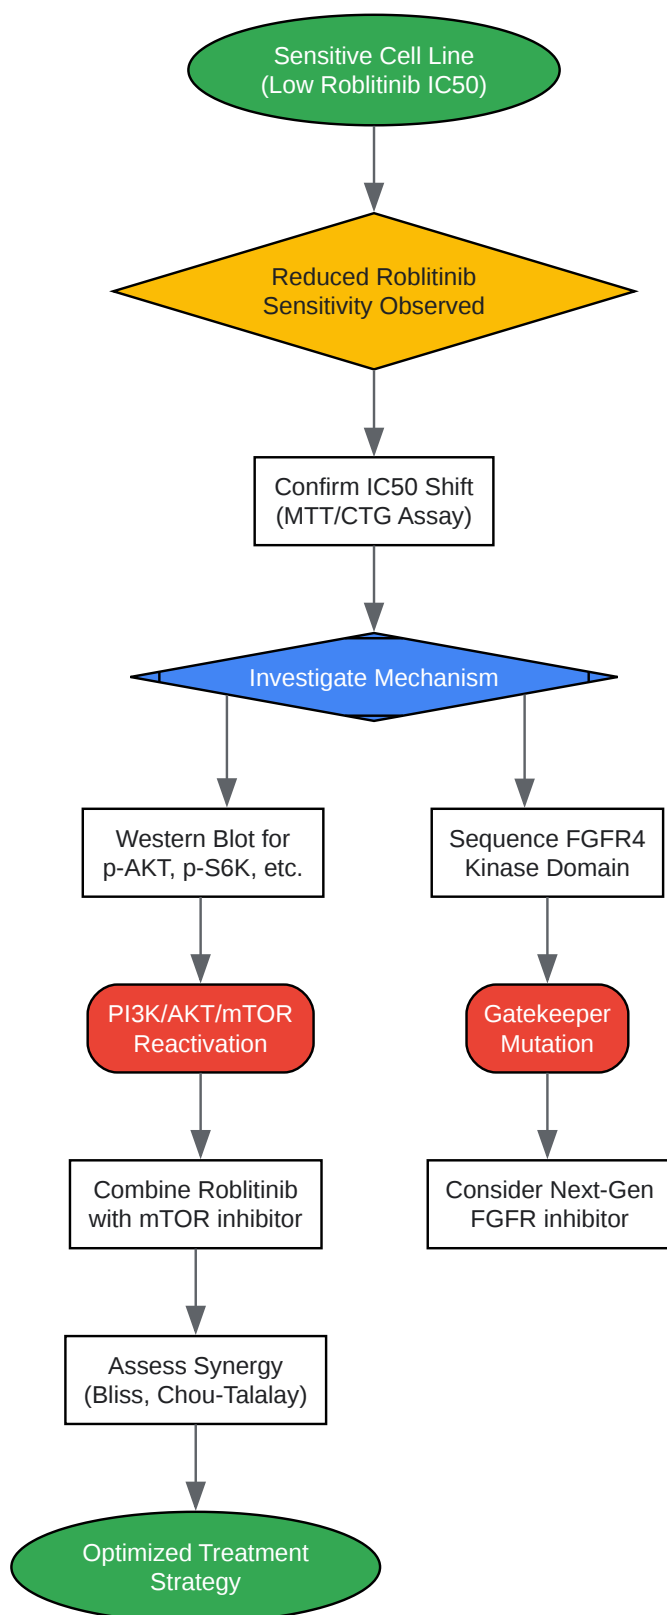 Sensitive Cell Line
(Low Roblitinib IC50)
Reduced Roblitinib
Sensitivity Observed
Confirm IC50 Shift
(MTT/CTG Assay)
Investigate Mechanism
Western Blot for
p-AKT, p-S6K, etc.
Sequence FGFR4
Kinase Domain
PI3K/AKT/mTOR
Reactivation
Gatekeeper
Mutation
Combine Roblitinib
with mTOR inhibitor
Consider Next-Gen
FGFR inhibitor
Assess Synergy
(Bliss, Chou-Talalay)
Optimized Treatment
Strategy